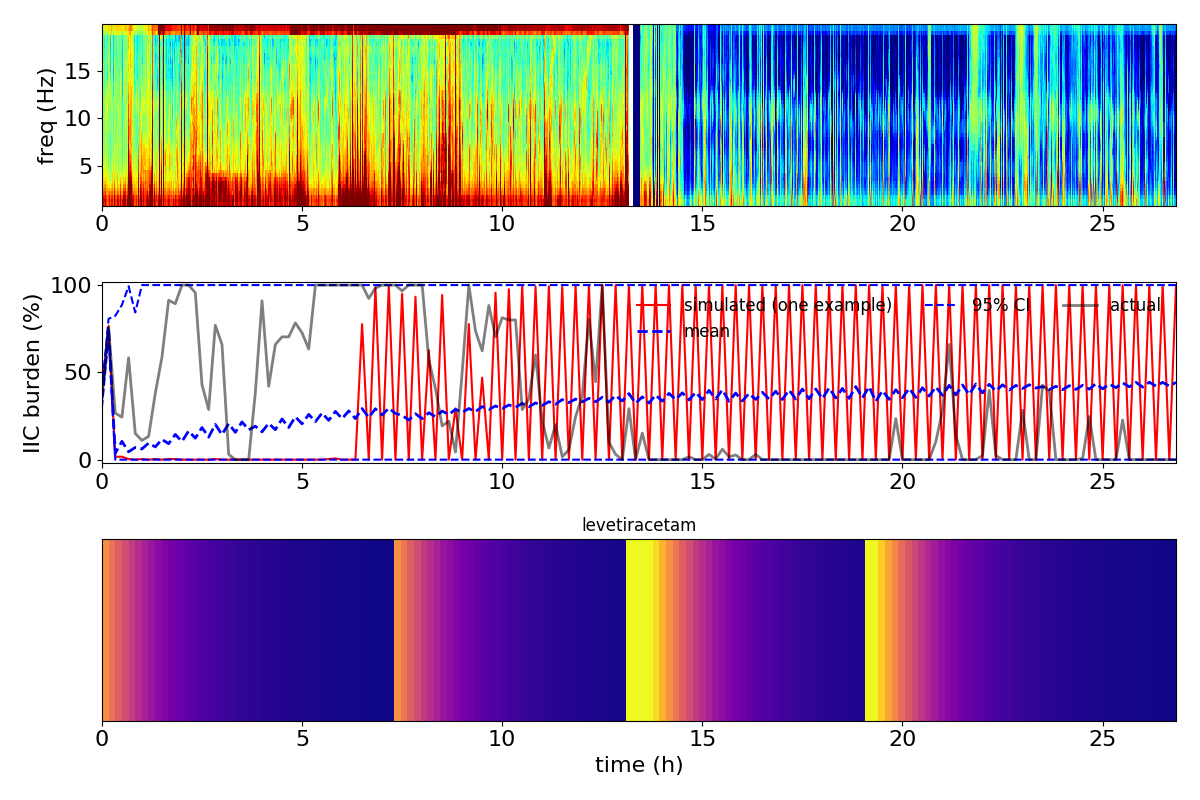 freq (Hz)
15
10
5
0 5 10 15 20 25
IIC burden (%)
100
50
0
simulated (one example)
mean
95% CI
actual
0 5 10 15 20 25
levetiracetam
0 5 10 15 20 25
time (h)